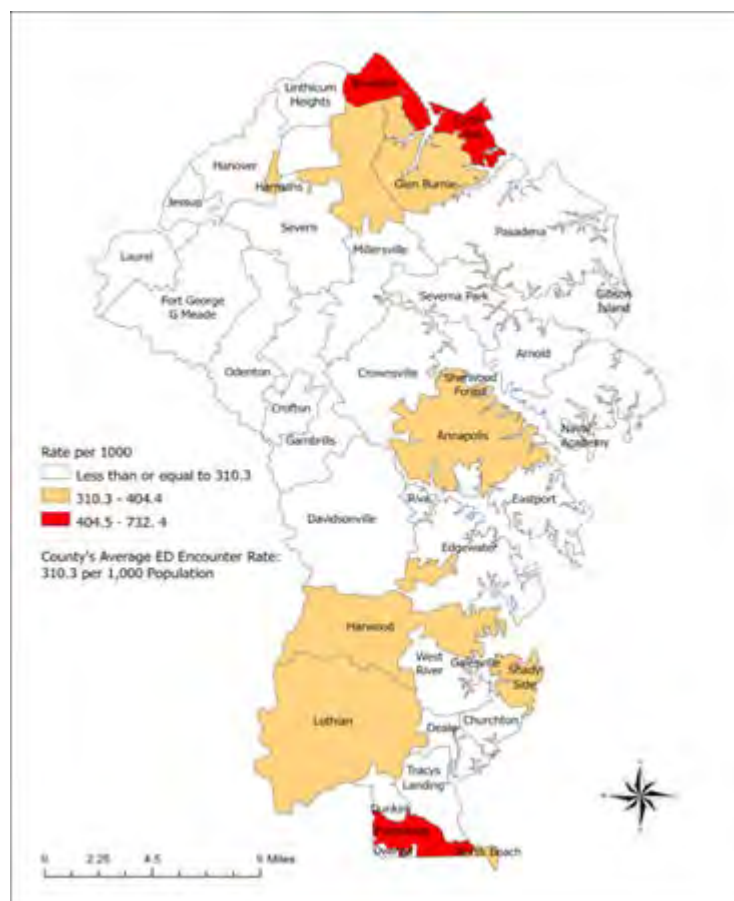 Linthicum
Heights
Brooklyn
Hanover
Harmans
Glen Burnie
Jessup
Severn
Pasadena
Laurel
Millersville
Fort George
G Meade
Severna Park
Gibson
Island
Arnold
Odenton
Crownsville
Sherwood
Forest
Crofton
Annapolis
Naval
Academy
Gambrills
Rate per 1000
Less than or equal to 310.3
310.3 - 404.4
404.5 - 732. 4
Riva
Eastport
Davidsonville
Edgewater
County's Average ED Encounter Rate:
310.3 per 1,000 Population
Harwood
West
River
Galesville
Shady
Side
Lothian
Deale
Churchton
Tracys
Landing
Dunkirk
North Beach
0 2.25 4.5 9 Miles